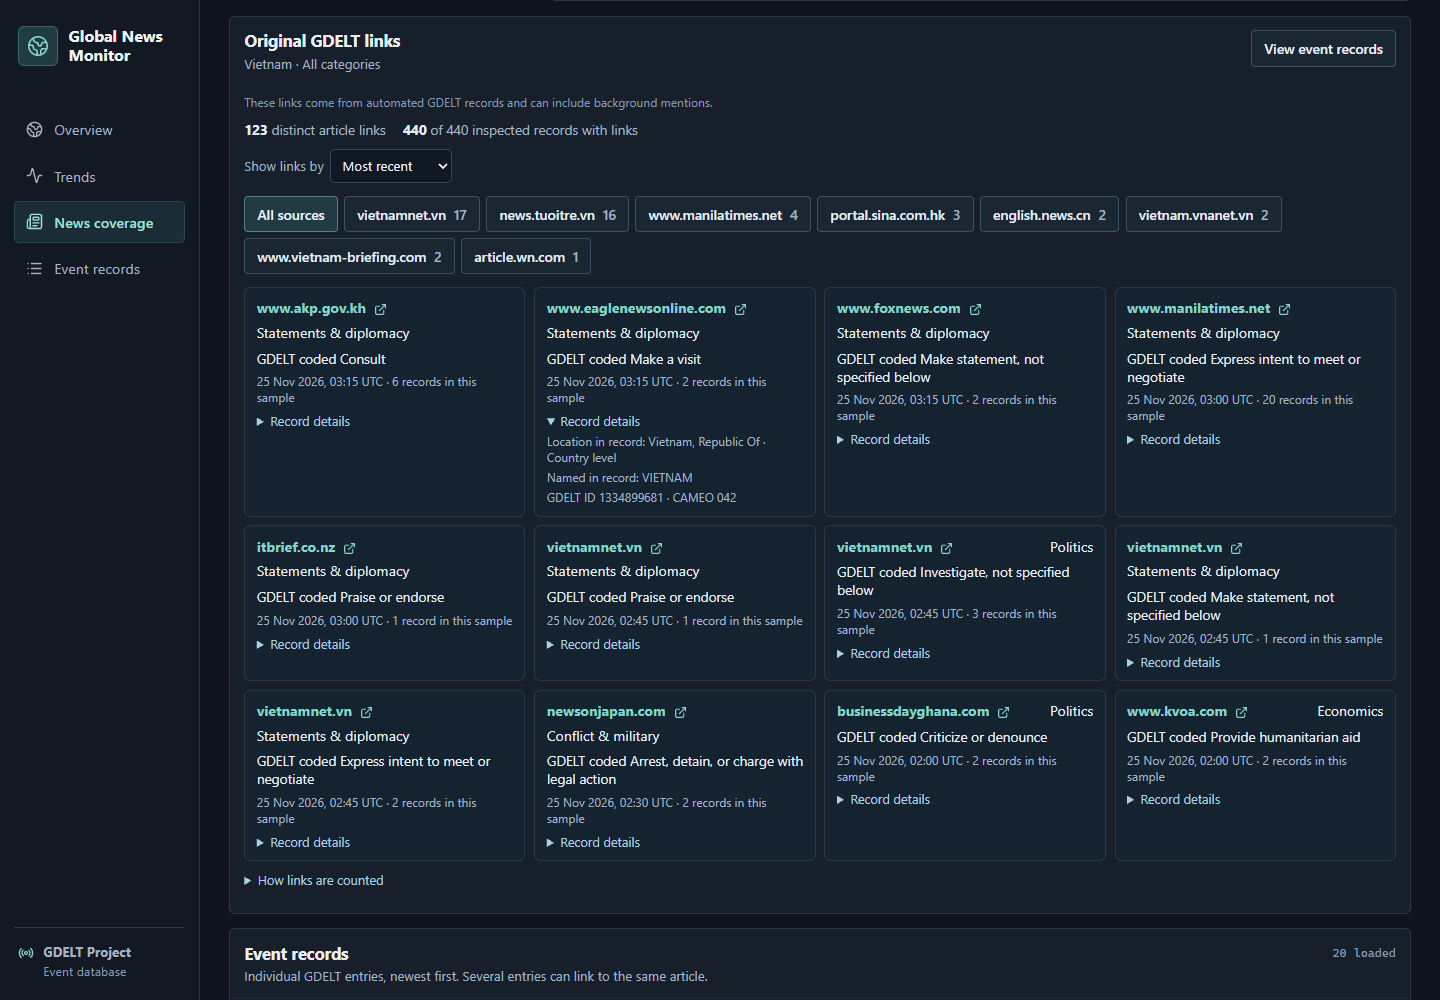 Global News
Monitor
Overview
Trends
News coverage
Event records
GDELT Project
Event database
Original GDELT links
Vietnam · All categories
View event records
These links come from automated GDELT records and can include background mentions.
123 distinct article links 440 of 440 inspected records with links
Show links by Most recent
All sources vietnamnet.vn 17 news.tuoitre.vn 16 www.manilatimes.net 4 portal.sina.com.hk 3 english.news.cn 2 vietnam.vnanet.vn 2
www.vietnam-briefing.com 2 article.wn.com 1
www.akp.gov.kh
Statements & diplomacy
GDELT coded Consult
25 Nov 2026, 03:15 UTC · 6 records in this
sample
Record details
www.eaglenewsonline.com
Statements & diplomacy
GDELT coded Make a visit
25 Nov 2026, 03:15 UTC · 2 records in this
sample
Record details
Location in record: Vietnam, Republic Of ·
Country level
Named in record: VIETNAM
GDELT ID 1334899681 · CAMEO 042
www.foxnews.com
Statements & diplomacy
GDELT coded Make statement, not
specified below
25 Nov 2026, 03:15 UTC · 2 records in this
sample
Record details
www.manilatimes.net
Statements & diplomacy
GDELT coded Express intent to meet or
negotiate
25 Nov 2026, 03:00 UTC · 20 records in this
sample
Record details
itbrief.co.nz
Statements & diplomacy
GDELT coded Praise or endorse
25 Nov 2026, 03:00 UTC · 1 record in this sample
Record details
vietnamnet.vn
Statements & diplomacy
GDELT coded Praise or endorse
25 Nov 2026, 02:45 UTC · 1 record in this sample
Record details
vietnamnet.vn Politics
GDELT coded Investigate, not specified
below
25 Nov 2026, 02:45 UTC · 3 records in this
sample
Record details
vietnamnet.vn
Statements & diplomacy
GDELT coded Make statement, not
specified below
25 Nov 2026, 02:45 UTC · 1 record in this sample
Record details
vietnamnet.vn
Statements & diplomacy
GDELT coded Express intent to meet or
negotiate
25 Nov 2026, 02:45 UTC · 2 records in this
sample
Record details
newsonjapan.com
Conflict & military
GDELT coded Arrest, detain, or charge with
legal action
25 Nov 2026, 02:30 UTC · 2 records in this
sample
Record details
businessdayghana.com Politics
GDELT coded Criticize or denounce
25 Nov 2026, 02:00 UTC · 2 records in this
sample
Record details
www.kvoa.com Economics
GDELT coded Provide humanitarian aid
25 Nov 2026, 02:00 UTC · 2 records in this
sample
Record details
How links are counted
Event records
20 loaded
Individual GDELT entries, newest first. Several entries can link to the same article.